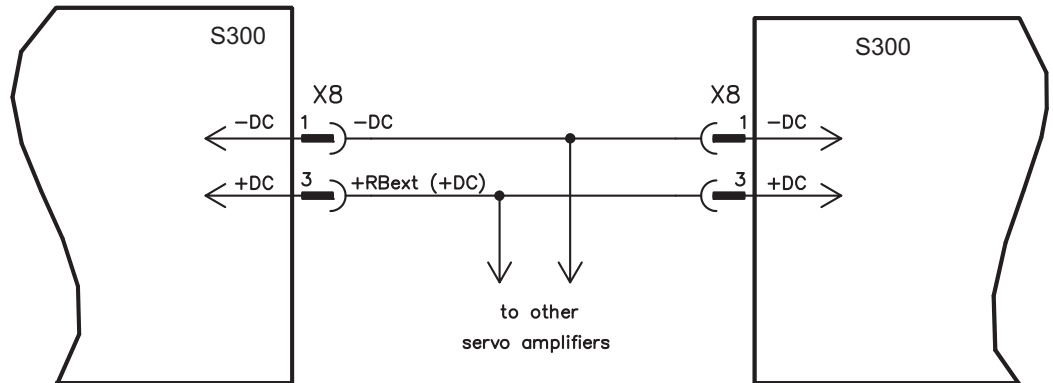 S300
S300
X8
X8
−DC
1
−DC
1
−DC
+DC
3
+RBext (+DC)
3
+DC
to other
servo amplifiers